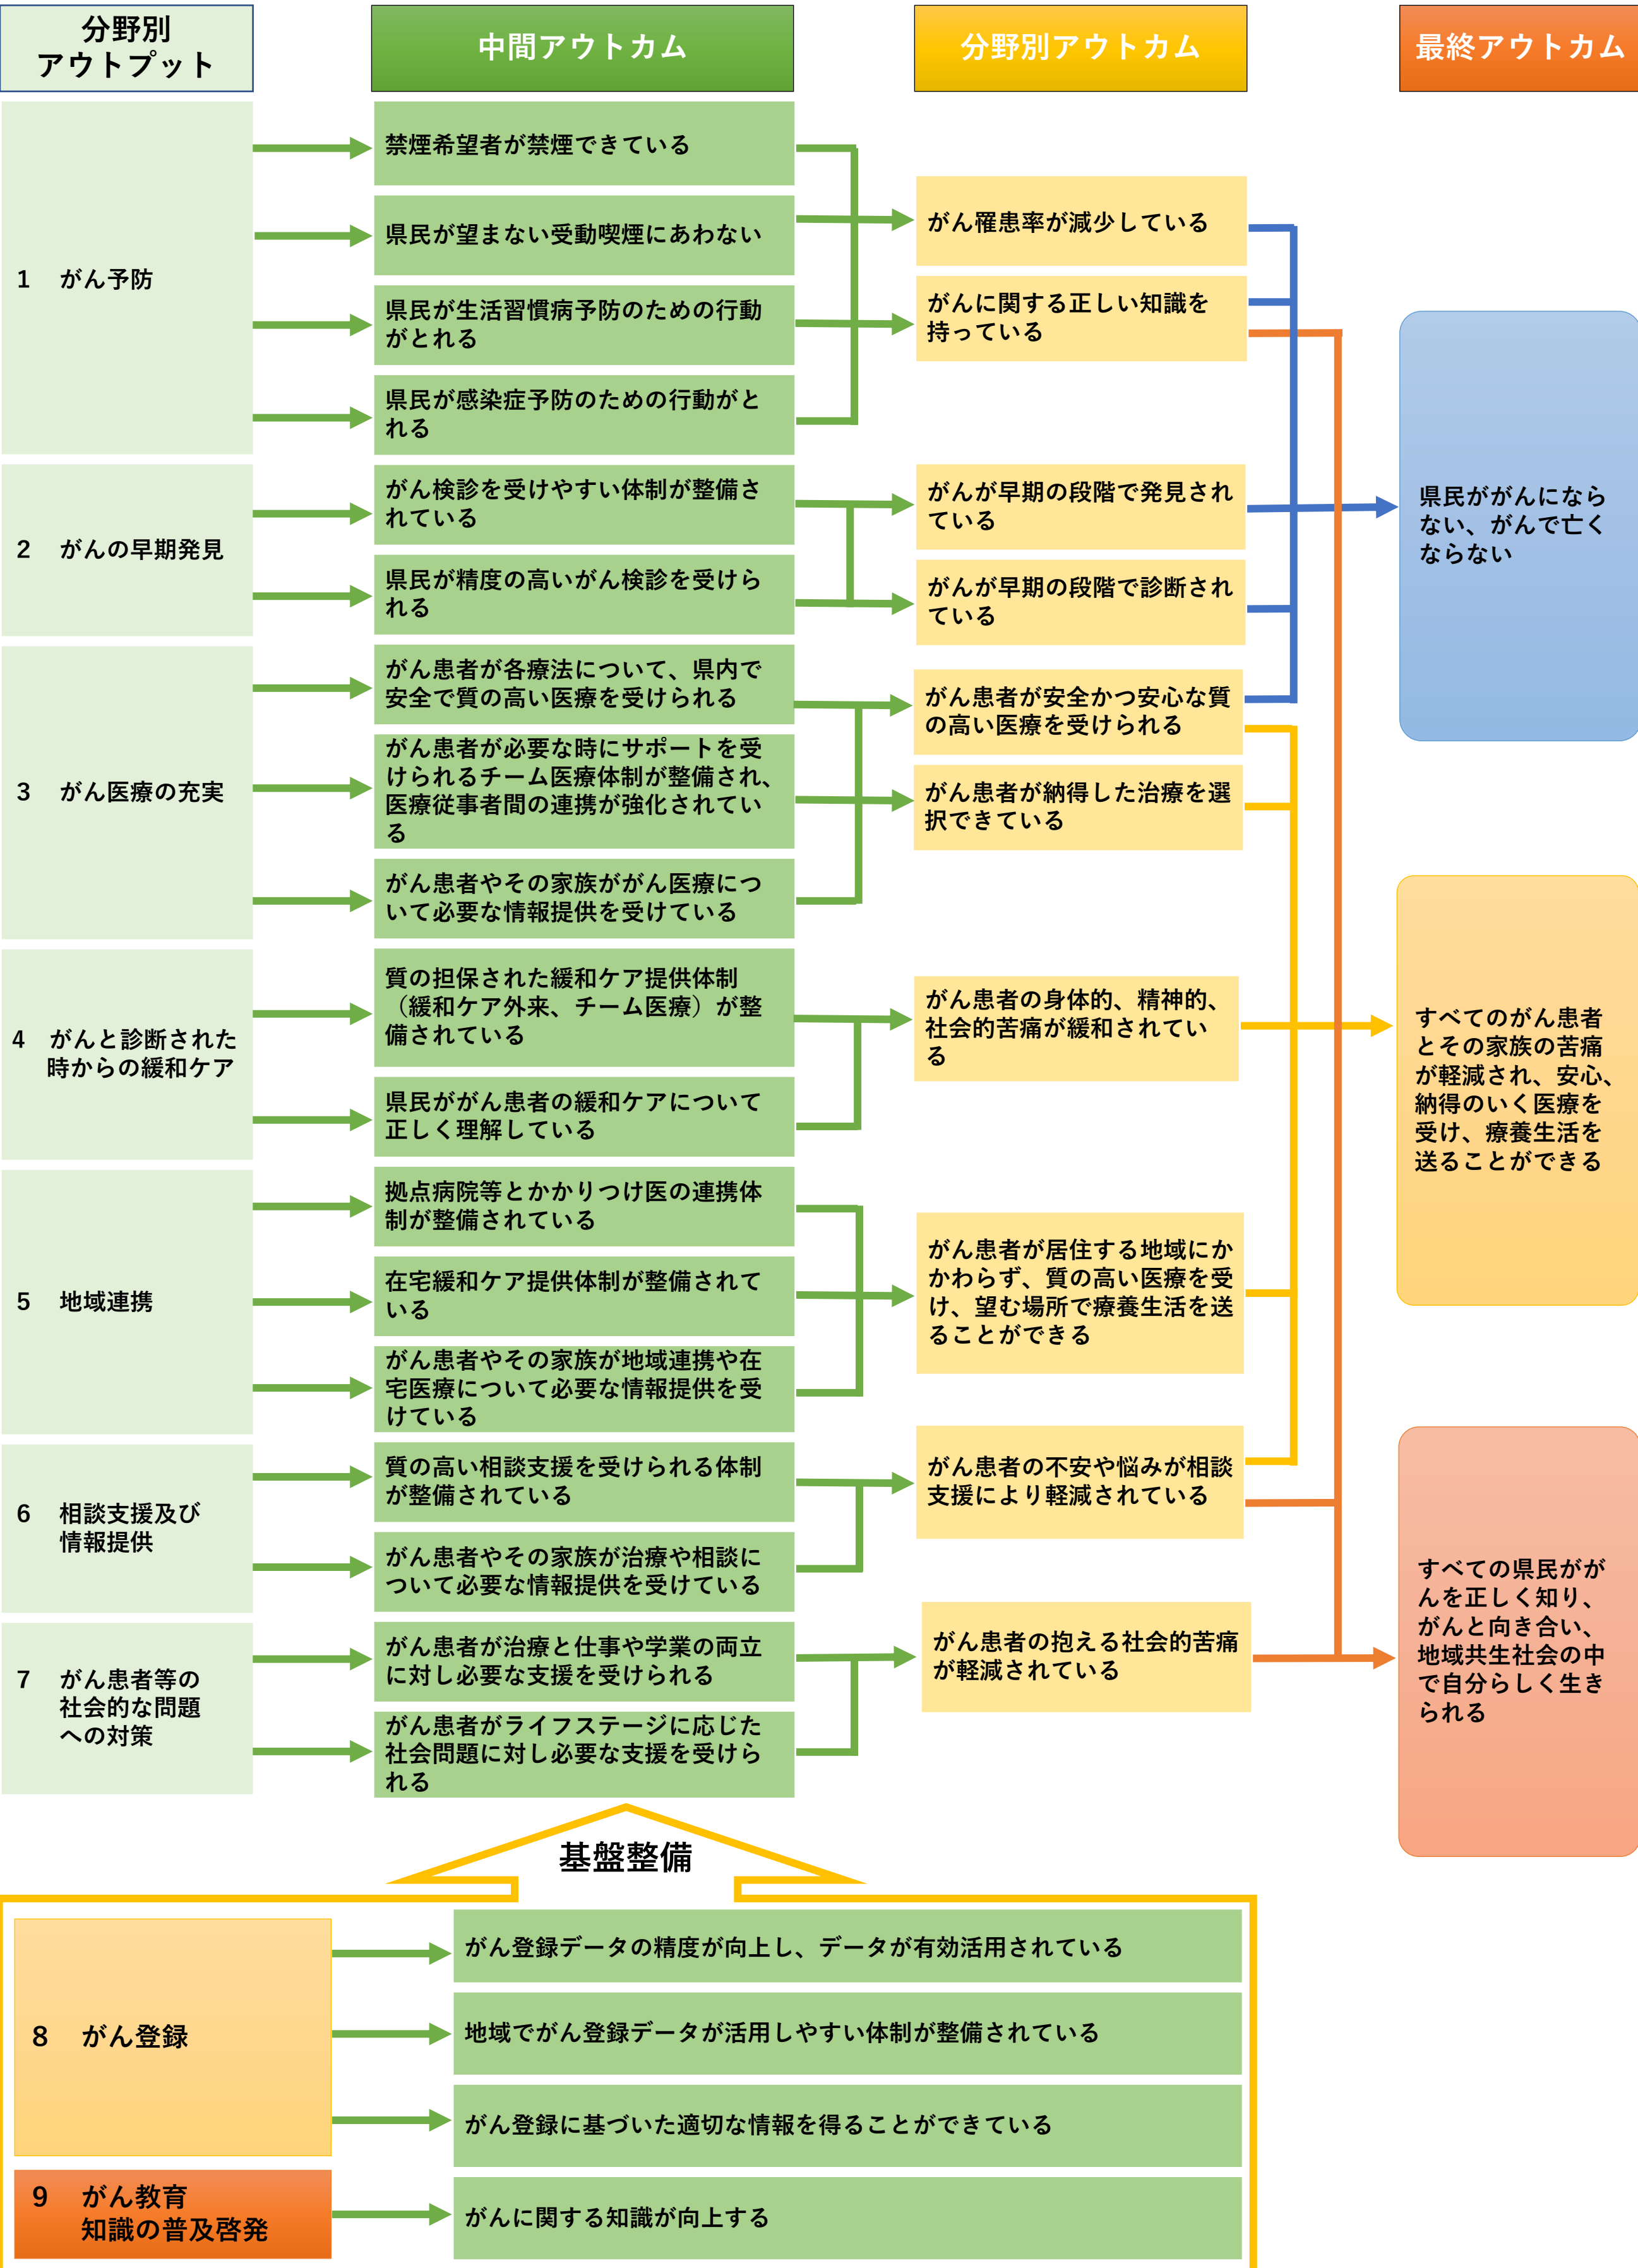 分野別
アウトプット
中間アウトカム
分野別アウトカム
最終アウトカム
1 がん予防
禁煙希望者が禁煙できている
県民が望まない受動喫煙にあわない
県民が生活習慣病予防のための行動
がとれる
県民が感染症予防のための行動がと
れる
がん罹患率が減少している
がんに関する正しい知識を
持っている
2 がんの早期発見
がん検診を受けやすい体制が整備さ
れている
県民が精度の高いがん検診を受けら
れる
がんが早期の段階で発見され
ている
がんが早期の段階で診断され
ている
県民ががんになら
ない、がんで亡く
ならない
3 がん医療の充実
がん患者が各療法について、県内で
安全で質の高い医療を受けられる
がん患者が必要な時にサポートを受
けられるチーム医療体制が整備され、
医療従事者間の連携が強化されてい
る
がん患者やその家族ががん医療につ
いて必要な情報提供を受けている
がん患者が安全かつ安心な質
の高い医療を受けられる
がん患者が納得した治療を選
択できている
4 がんと診断された
時からの緩和ケア
質の担保された緩和ケア提供体制
（緩和ケア外来、チーム医療）が整
備されている
県民ががん患者の緩和ケアについて
正しく理解している
がん患者の身体的、精神的、
社会的苦痛が緩和されてい
る
すべてのがん患者
とその家族の苦痛
が軽減され、安心、
納得のいく医療を
受け、療養生活を
送ることができる
5 地域連携
拠点病院等とかかりつけ医の連携体
制が整備されている
在宅緩和ケア提供体制が整備されて
いる
がん患者やその家族が地域連携や在
宅医療について必要な情報提供を受
けている
がん患者が居住する地域にか
かわらず、質の高い医療を受
け、望む場所で療養生活を送
ることができる
6 相談支援及び
情報提供
質の高い相談支援を受けられる体制
が整備されている
がん患者やその家族が治療や相談に
ついて必要な情報提供を受けている
がん患者の不安や悩みが相談
支援により軽減されている
7 がん患者等の
社会的な問題
への対策
がん患者が治療と仕事や学業の両立
に対し必要な支援を受けられる
がん患者がライフステージに応じた
社会問題に対し必要な支援を受けら
れる
がん患者の抱える社会的苦痛
が軽減されている
すべての県民がが
んを正しく知り、
がんと向き合い、
地域共生社会の中
で自分らしく生き
られる
基盤整備
8 がん登録
がん登録データの精度が向上し、データが有効活用されている
地域でがん登録データが活用しやすい体制が整備されている
がん登録に基づいた適切な情報を得ることができている
9 がん教育
知識の普及啓発
がんに関する知識が向上する